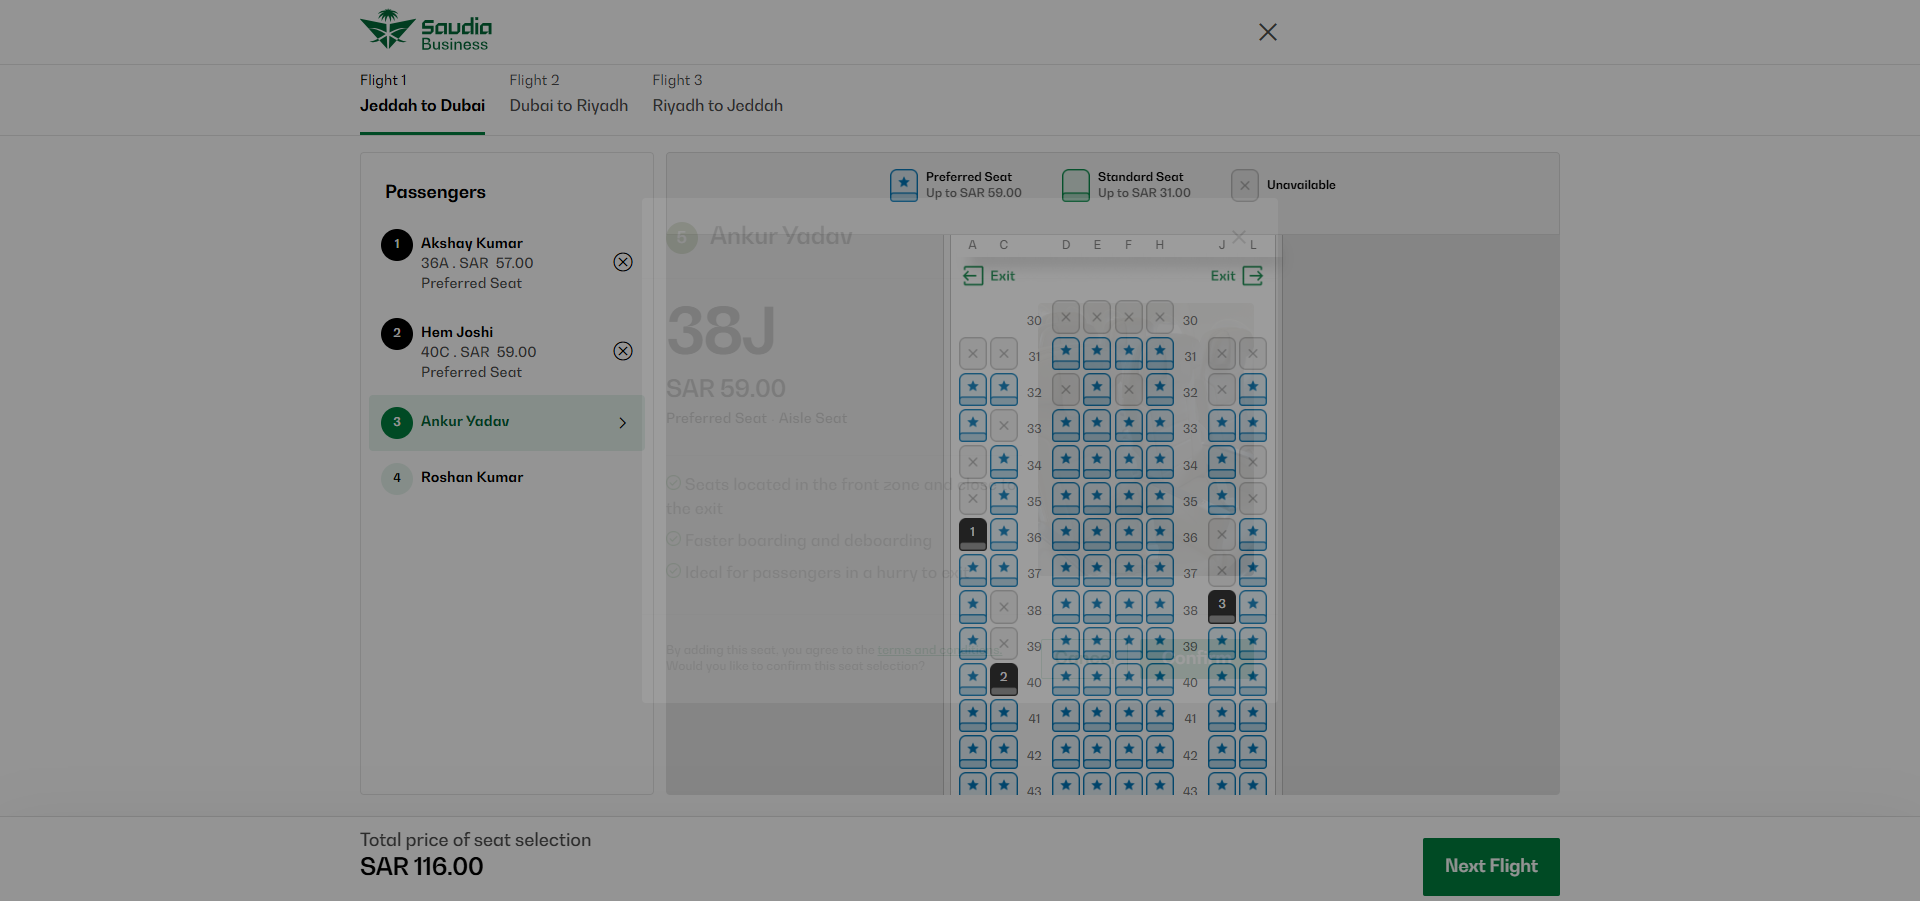 Saudia
Business
Flight 1
Jeddah to Dubai
Flight 2
Dubai to Riyadh
Flight 3
Riyadh to Jeddah
Passengers
1
Akshay Kumar
36A . SAR 57.00
Preferred Seat
2
Hem Joshi
40C . SAR 59.00
Preferred Seat
3
Ankur Yadav
4
Roshan Kumar
Preferred Seat
Up to SAR 59.00
Standard Seat
Up to SAR 31.00
Unavailable
5 Ankur Yadav
38J
SAR 59.00
Preferred Seat - Aisle Seat
Seats located in the front zone and close to
the exit
Faster boarding and deboarding
Ideal for passengers in a hurry to exit
By adding this seat, you agree to the terms and conditions.
Would you like to confirm this seat selection?
Cancel
Confirm
A C D E F H J L
Exit Exit
30 30
31 31
32 32
33 33
34 34
35 35
1 36 36
37 37
38 38 3
39 39
2 40 40
41 41
42 42
43 43
Total price of seat selection
SAR 116.00
Next Flight